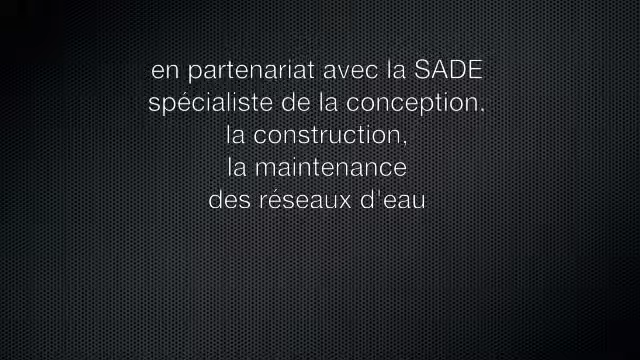 en partenariat avec la SADE
spécialiste de la conception,
la construction,
la maintenance
des réseaux d'eau